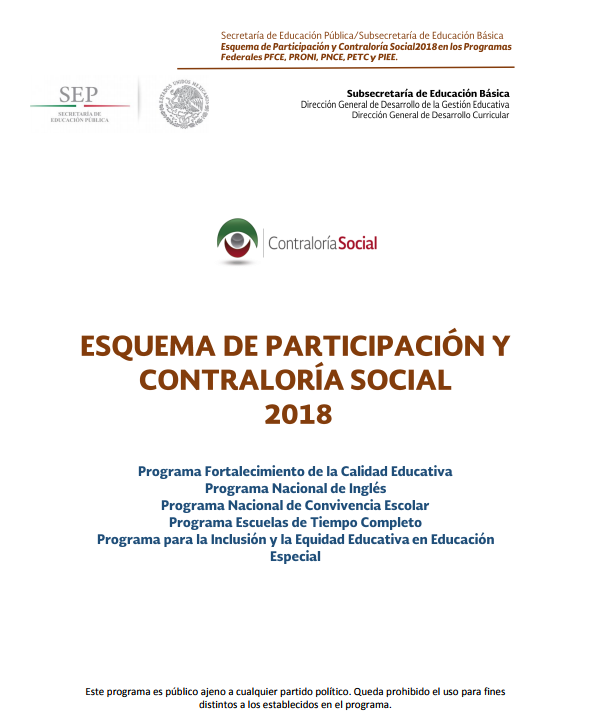 Secretaría de Educación Pública/Subsecretaría de Educación Básica
Esquema de Participación y Contraloría Social2018 en los Programas
Federales PFCE, PRONI, PNCE, PETC y PIEE.
SEP
SECRETARÍA DE
EDUCACIÓN PÚBLICA
ESTADOS UNIDOS MEXICANOS
Subsecretaría de Educación Básica
Dirección General de Desarrollo de la Gestión Educativa
Dirección General de Desarrollo Curricular
ContraloríaSocial
ESQUEMA DE PARTICIPACIÓN Y
CONTRALORÍA SOCIAL
2018
Programa Fortalecimiento de la Calidad Educativa
Programa Nacional de Inglés
Programa Nacional de Convivencia Escolar
Programa Escuelas de Tiempo Completo
Programa para la Inclusión y la Equidad Educativa en Educación
Especial
Este programa es público ajeno a cualquier partido político. Queda prohibido el uso para fines
distintos a los establecidos en el programa.